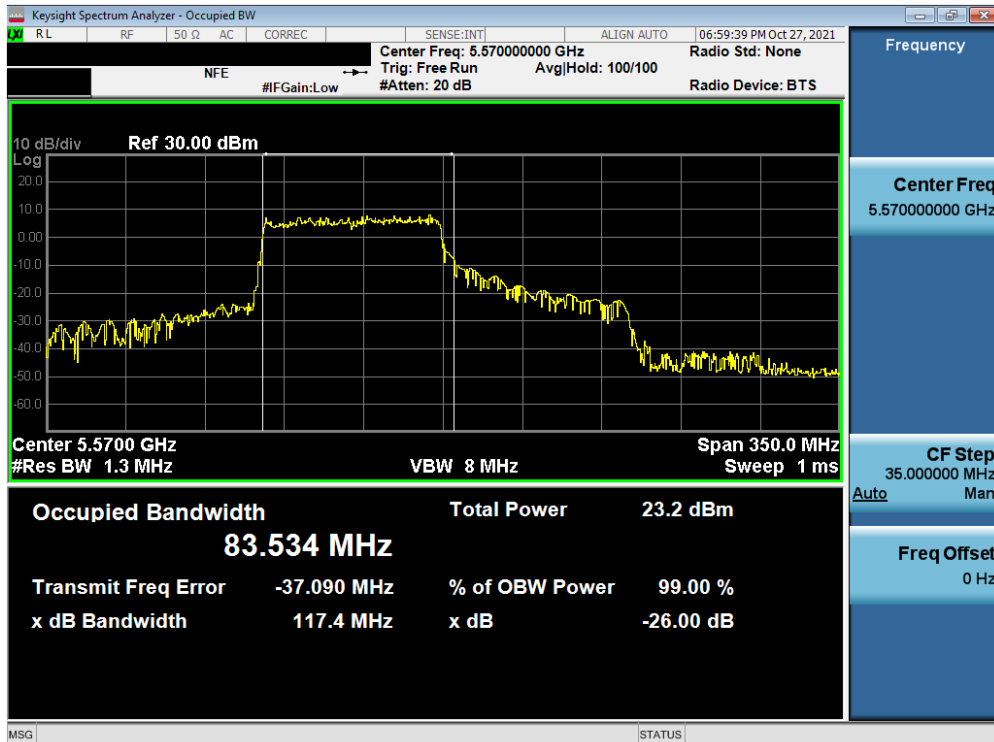 Keysight Spectrum Analyzer - Occupied BW
LXI RL RF 50 Ω AC CORREC SENSE:INT ALIGN AUTO 06:59:39 PM Oct 27, 2021
Center Freq: 5.570000000 GHz Radio Std: None
NFE Trig: Free Run Avg|Hold: 100/100
#IFGain:Low #Atten: 20 dB Radio Device: BTS
10 dB/div Ref 30.00 dBm
Log
20.0
10.0
0.00
-10.0
-20.0
-30.0
-40.0
-50.0
-60.0
Center 5.5700 GHz Span 350.0 MHz
#Res BW 1.3 MHz VBW 8 MHz Sweep 1 ms
Occupied Bandwidth Total Power 23.2 dBm
83.534 MHz
Transmit Freq Error -37.090 MHz % of OBW Power 99.00 %
x dB Bandwidth 117.4 MHz x dB -26.00 dB
MSG STATUS
Frequency
Center Freq
5.570000000 GHz
CF Step
35.000000 MHz
Auto Man
Freq Offset
0 Hz